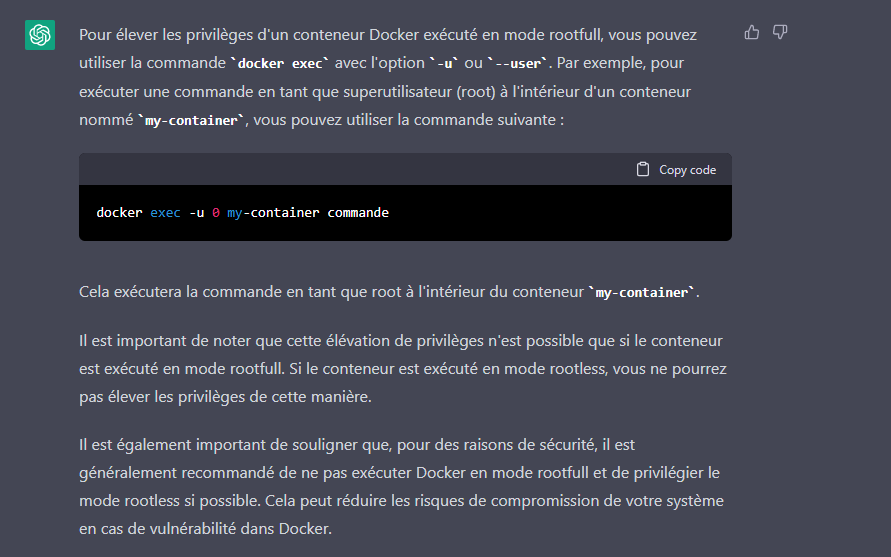 Pour élever les privilèges d'un conteneur Docker exécuté en mode rootfull, vous pouvez
utiliser la commande `docker exec` avec l'option `-u` ou `--user`. Par exemple, pour
exécuter une commande en tant que superutilisateur (root) à l'intérieur d'un conteneur
nommé `my-container`, vous pouvez utiliser la commande suivante :
Copy code
docker exec -u 0 my-container commande
Cela exécutera la commande en tant que root à l'intérieur du conteneur `my-container`.
Il est important de noter que cette élévation de privilèges n'est possible que si le conteneur
est exécuté en mode rootfull. Si le conteneur est exécuté en mode rootless, vous ne pourrez
pas élever les privilèges de cette manière.
Il est également important de souligner que, pour des raisons de sécurité, il est
généralement recommandé de ne pas exécuter Docker en mode rootfull et de privilégier le
mode rootless si possible. Cela peut réduire les risques de compromission de votre système
en cas de vulnérabilité dans Docker.